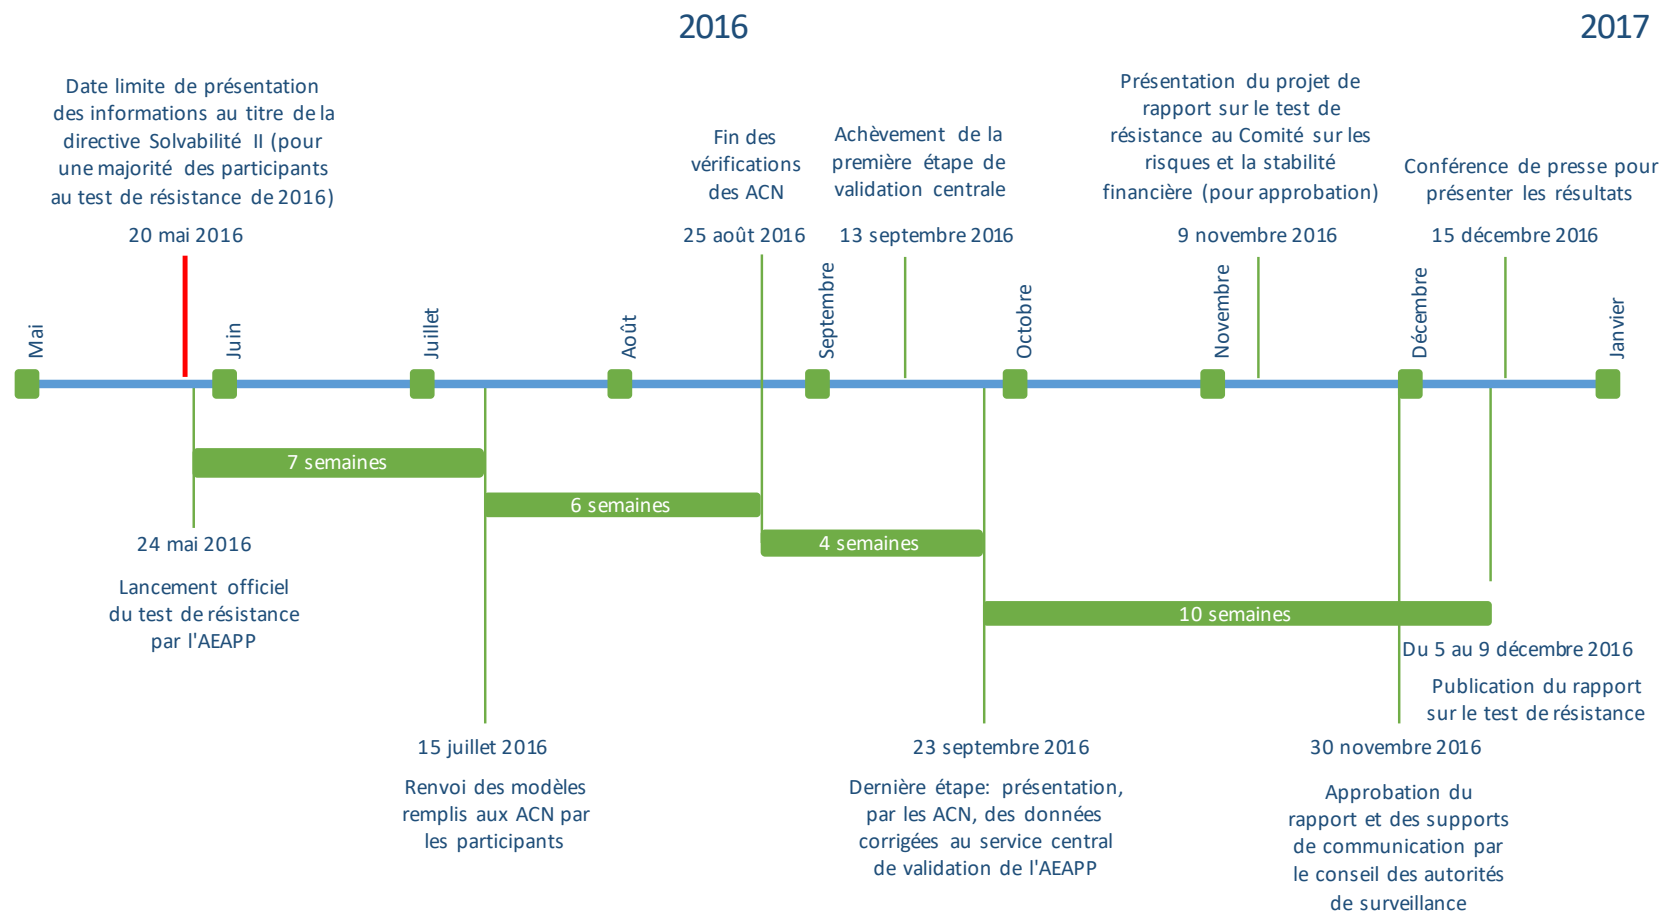 2016
2017
Date limite de présentation
des informations au titre de la
directive Solvabilité II (pour
une majorité des participants
au test de résistance de 2016)
20 mai 2016
Fin des
vérifications
des ACN
25 août 2016
Achèvement de la
première étape de
validation centrale
13 septembre 2016
Présentation du projet de
rapport sur le test de
résistance au Comité sur les
risques et la stabilité
financière (pour approbation)
9 novembre 2016
Conférence de presse pour
présenter les résultats
15 décembre 2016
Mai
Juin
Juillet
Août
Septembre
Octobre
Novembre
Décembre
Janvier
7 semaines
6 semaines
4 semaines
10 semaines
24 mai 2016
Lancement officiel
du test de résistance
par l'AEAPP
15 juillet 2016
Renvoi des modèles
remplis aux ACN par
les participants
23 septembre 2016
Dernière étape: présentation,
par les ACN, des données
corrigées au service central
de validation de l'AEAPP
Du 5 au 9 décembre 2016
Publication du rapport
sur le test de résistance
30 novembre 2016
Approbation du
rapport et des supports
de communication par
le conseil des autorités
de surveillance